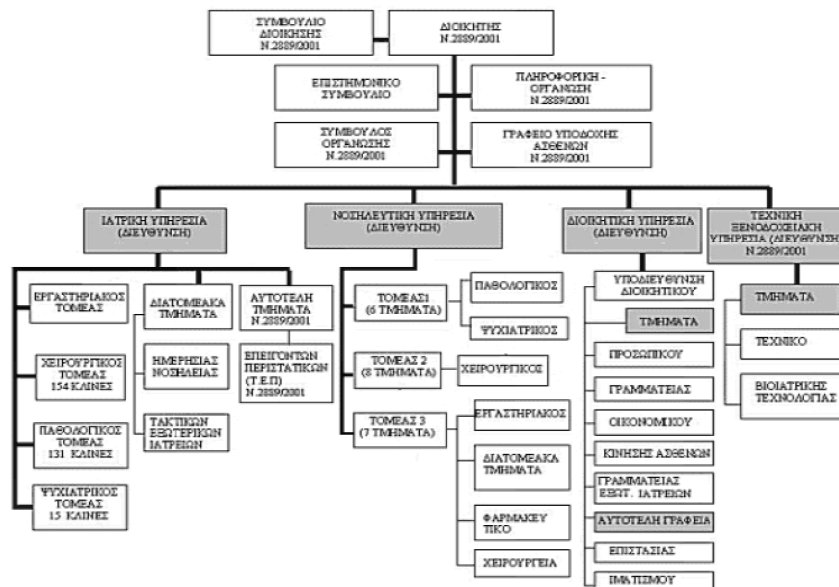 ΣΥΜΒΟΥΛΙΟ
ΔΙΟΙΚΗΣΗΣ
Ν.2889/2001
ΔΙΟΙΚΗΤΗΣ
Ν.2889/2001
ΕΠΙΣΤΗΜΟΝΙΚΟ
ΣΥΜΒΟΥΛΙΟ
ΠΛΗΡΟΦΟΡΙΚΗ -
ΟΡΓΑΝΩΣΗ
Ν.2889/2001
ΣΥΜΒΟΥΛΟΣ
ΟΡΓΑΝΩΣΗΣ
Ν.2889/2001
ΓΡΑΦΕΙΟ ΥΠΟΔΟΧΗΣ
ΑΣΘΕΝΩΝ
Ν.2889/2001
ΙΑΤΡΙΚΗ ΥΠΗΡΕΣΙΑ
(ΔΙΕΥΘΥΝΣΗ)
ΝΟΣΗΛΕΥΤΙΚΗ ΥΠΗΡΕΣΙΑ
(ΔΙΕΥΘΥΝΣΗ)
ΔΙΟΙΚΗΤΙΚΗ ΥΠΗΡΕΣΙΑ
(ΔΙΕΥΘΥΝΣΗ)
ΤΕΧΝΙΚΗ
ΞΕΝΟΔΟΧΕΙΑΚΗ
ΥΠΗΡΕΣΙΑ (ΔΙΕΥΘΥΝΣΗ)
Ν.2889/2001
ΕΡΓΑΣΤΗΡΙΑΚΟΣ
ΤΟΜΕΑΣ
ΧΕΙΡΟΥΡΓΙΚΟΣ
ΤΟΜΕΑΣ
154 ΚΛΙΝΕΣ
ΠΑΘΟΛΟΓΙΚΟΣ
ΤΟΜΕΑΣ
131 ΚΛΙΝΕΣ
ΨΥΧΙΑΤΡΙΚΟΣ
ΤΟΜΕΑΣ
15 ΚΛΙΝΕΣ
ΔΙΑΤΟΜΕΑΚΑ
ΤΜΗΜΑΤΑ
ΗΜΕΡΗΣΙΑΣ
ΝΟΣΗΛΕΙΑΣ
ΤΑΚΤΙΚΩΝ
ΕΞΩΤΕΡΙΚΩΝ
ΙΑΤΡΕΙΩΝ
ΑΥΤΟΤΕΛΗ
ΤΜΗΜΑΤΑ
Ν.2889/2001
ΕΠΕΙΓΟΝΤΩΝ
ΠΕΡΙΣΤΑΤΙΚΩΝ
(Τ.Ε.Π)
Ν.2889/2001
ΤΟΜΕΑΣ1
(6 ΤΜΗΜΑΤΑ)
ΠΑΘΟΛΟΓΙΚΟΣ
ΨΥΧΙΑΤΡΙΚΟΣ
ΤΟΜΕΑΣ 2
(8 ΤΜΗΜΑΤΑ)
ΧΕΙΡΟΥΡΓΙΚΟΣ
ΤΟΜΕΑΣ 3
(7 ΤΜΗΜΑΤΑ)
ΕΡΓΑΣΤΗΡΙΑΚΟΣ
ΔΙΑΤΟΜΕΑΚΑ
ΤΜΗΜΑΤΑ
ΦΑΡΜΑΚΕΥ
ΤΙΚΟ
ΧΕΙΡΟΥΡΓΕΙΑ
ΥΠΟΔΙΕΥΘΥΝΣΗ
ΔΙΟΙΚΗΤΙΚΟΥ
ΤΜΗΜΑΤΑ
ΠΡΟΣΩΠΙΚΟΥ
ΓΡΑΜΜΑΤΕΙΑΣ
ΟΙΚΟΝΟΜΙΚΟΥ
ΚΙΝΗΣΗΣ ΑΣΘΕΝΩΝ
ΓΡΑΜΜΑΤΕΙΑΣ
ΕΞΩΤ. ΙΑΤΡΕΙΩΝ
ΑΥΤΟΤΕΛΗ ΓΡΑΦΕΙΑ
ΕΠΙΣΤΑΣΙΑΣ
ΙΜΑΤΙΣΜΟΥ
ΤΜΗΜΑΤΑ
ΤΕΧΝΙΚΟ
ΒΙΟΙΑΤΡΙΚΗΣ
ΤΕΧΝΟΛΟΓΙΑΣ